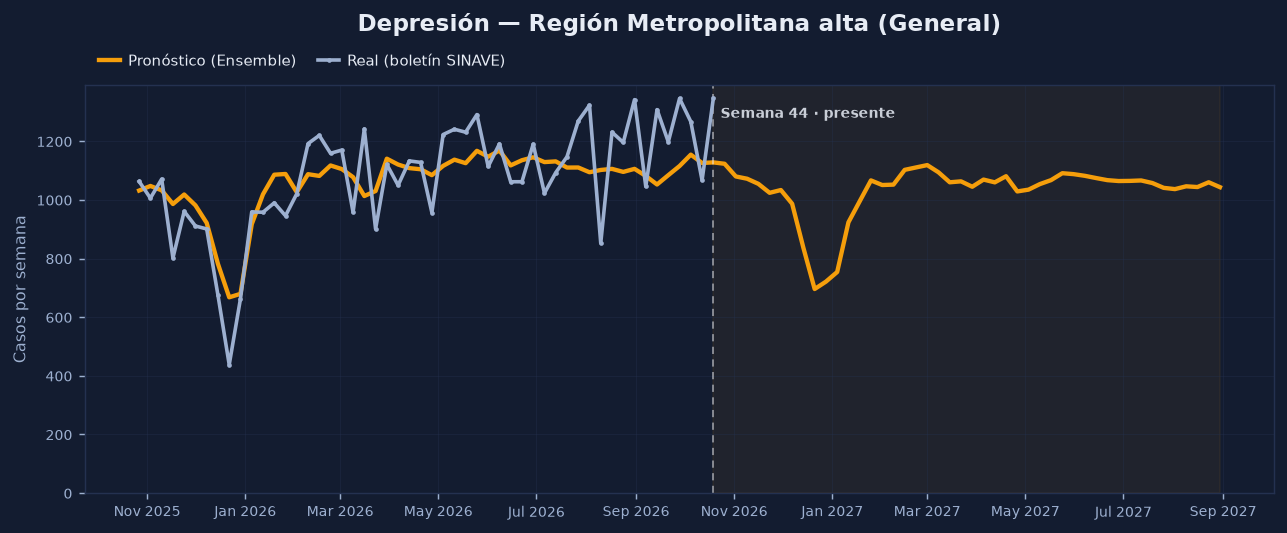 Depresión — Región Metropolitana alta (General)
Pronóstico (Ensemble) Real (boletín SINAVE)
Semana 44 · presente
Casos por semana
1200
1000
800
600
400
200
0
Nov 2025 Jan 2026 Mar 2026 May 2026 Jul 2026 Sep 2026 Nov 2026 Jan 2027 Mar 2027 May 2027 Jul 2027 Sep 2027